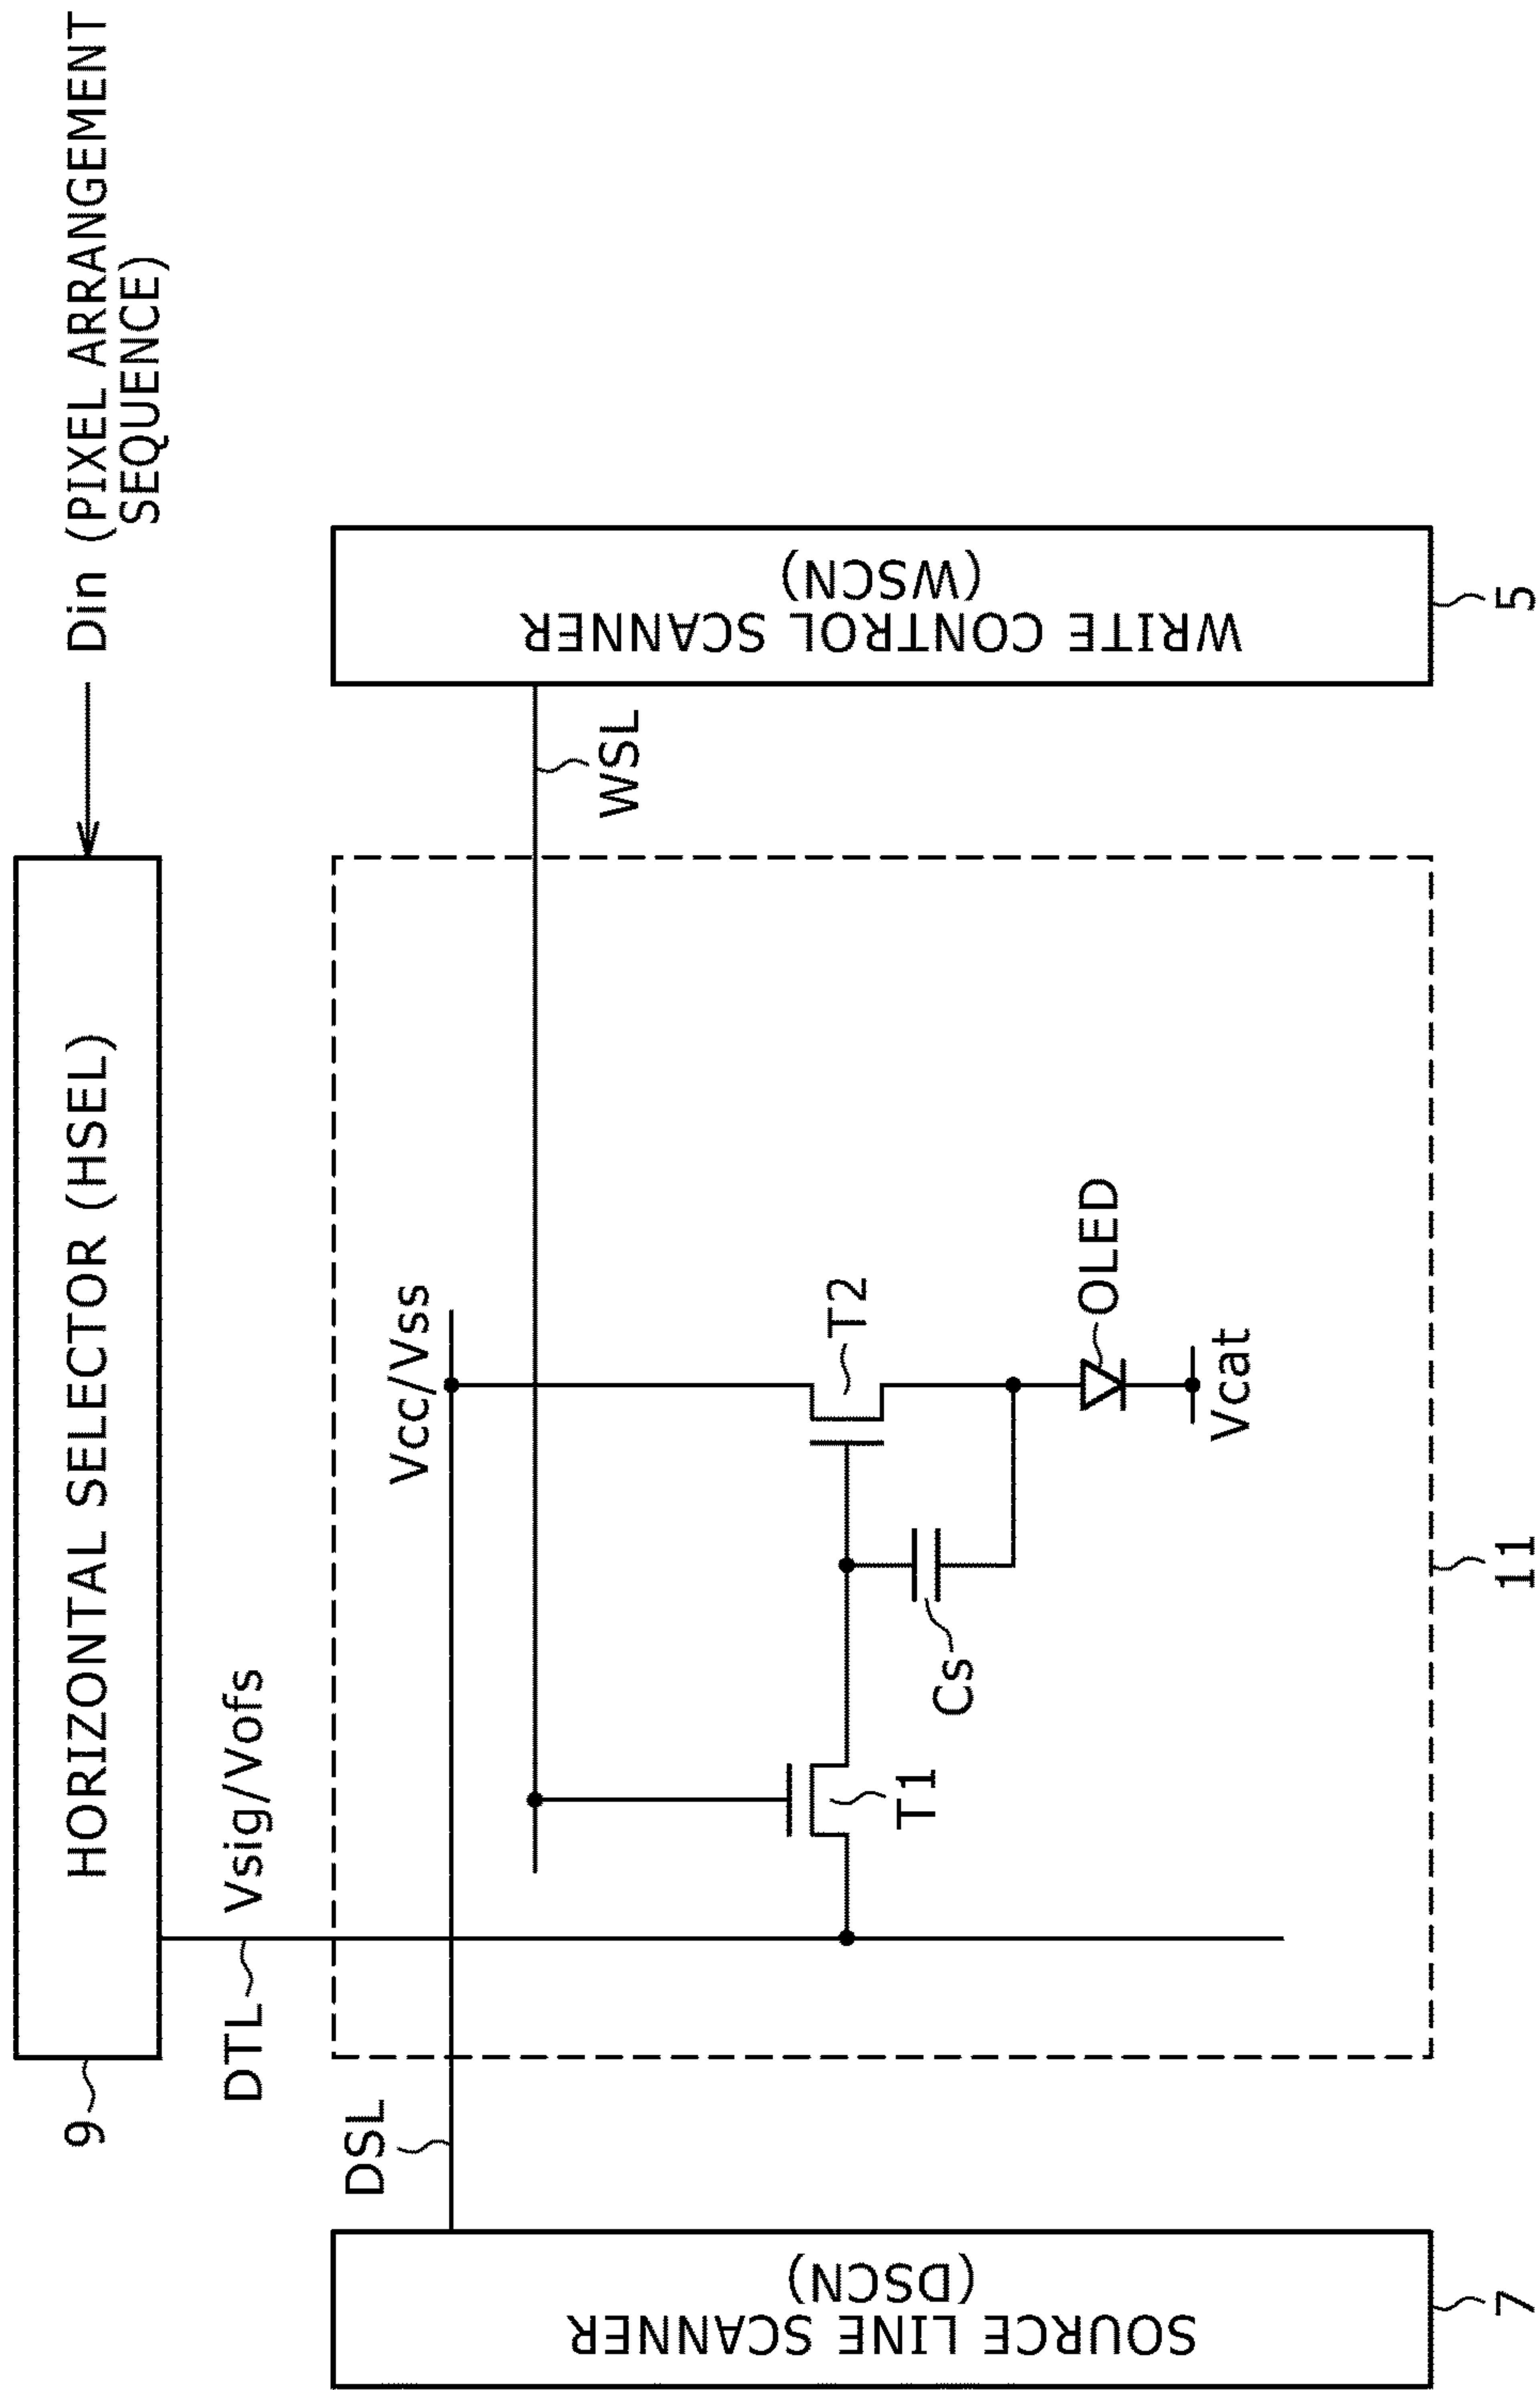 Din (PIXEL ARRANGEMENT
SEQUENCE)
HORIZONTAL SELECTOR (HSEL)
9
DTL
Vsig/Vofs
DSL
Vcc/Vss
WSL
SOURCE LINE SCANNER
(DSCN)
7
WRITE CONTROL SCANNER
(WSCN)
5
T1
T2
Cs
OLED
Vcat
11